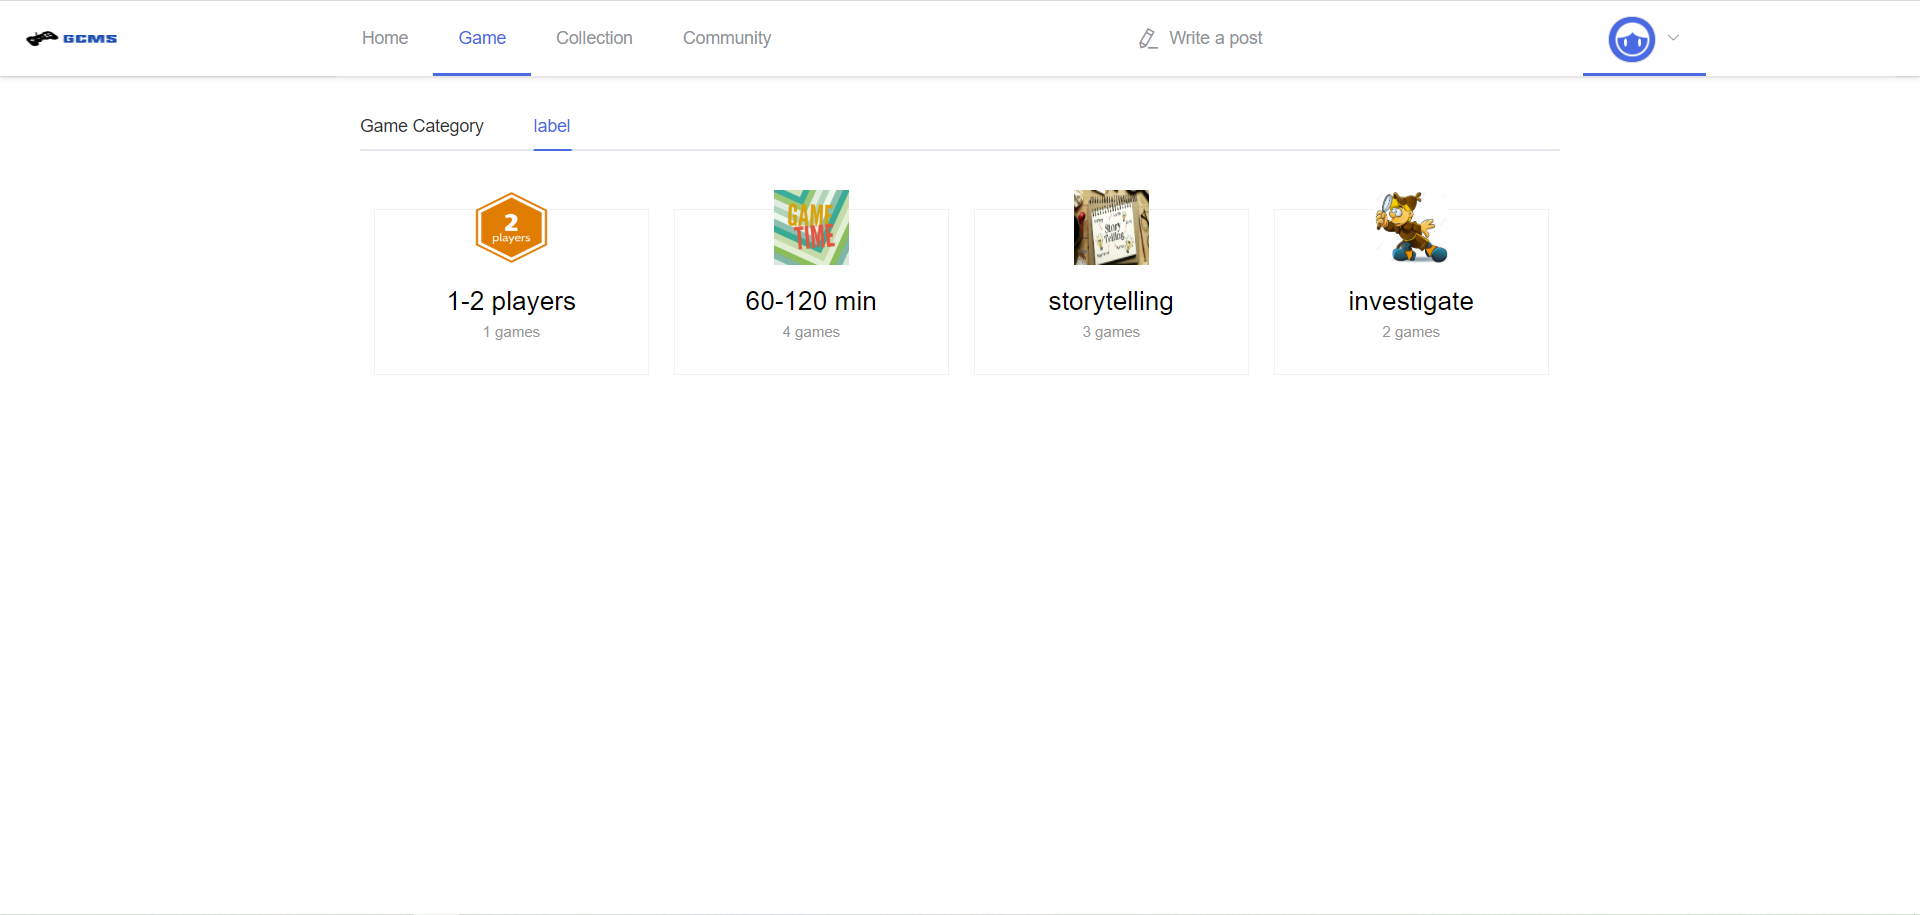 GCMS
Home Game Collection Community Write a post
Game Category label
2
players
GAME
TIME
Story
Telling
1-2 players 60-120 min storytelling investigate
1 games 4 games 3 games 2 games